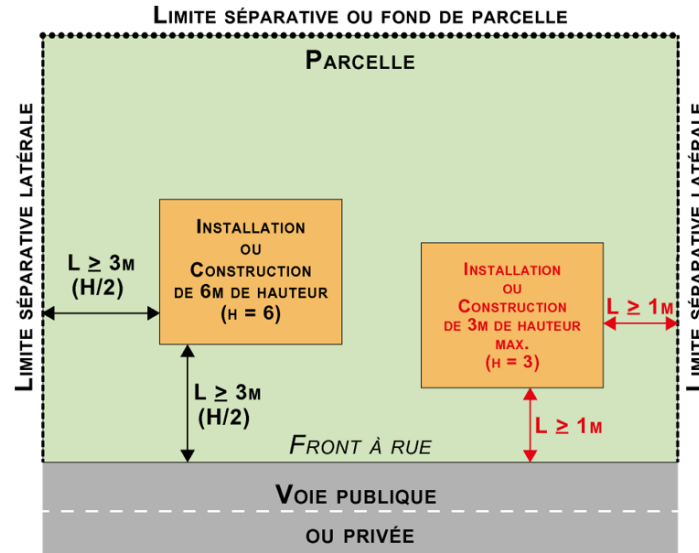 Limite séparative ou fond de parcelle
Parcelle
Limite séparative latérale
Limite séparative latérale
Installation
ou
Construction
de 6m de hauteur
(h = 6)
L ≥ 3m
(H/2)
L ≥ 3m
(H/2)
Installation
ou
Construction
de 3m de hauteur
max.
(h = 3)
L ≥ 1m
L ≥ 1m
Front à rue
Voie publique
ou privée